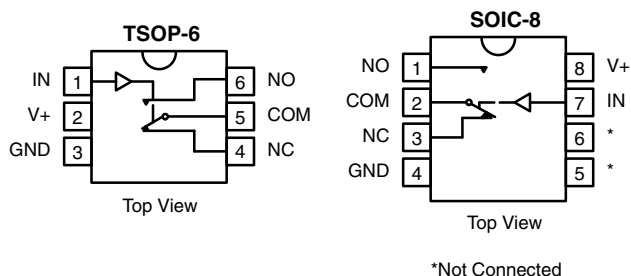 TSOP-6
IN 1 6 NO
V+ 2 5 COM
GND 3 4 NC
Top View
SOIC-8
NO 1 8 V+
COM 2 7 IN
NC 3 6 *
GND 4 5 *
Top View
*Not Connected